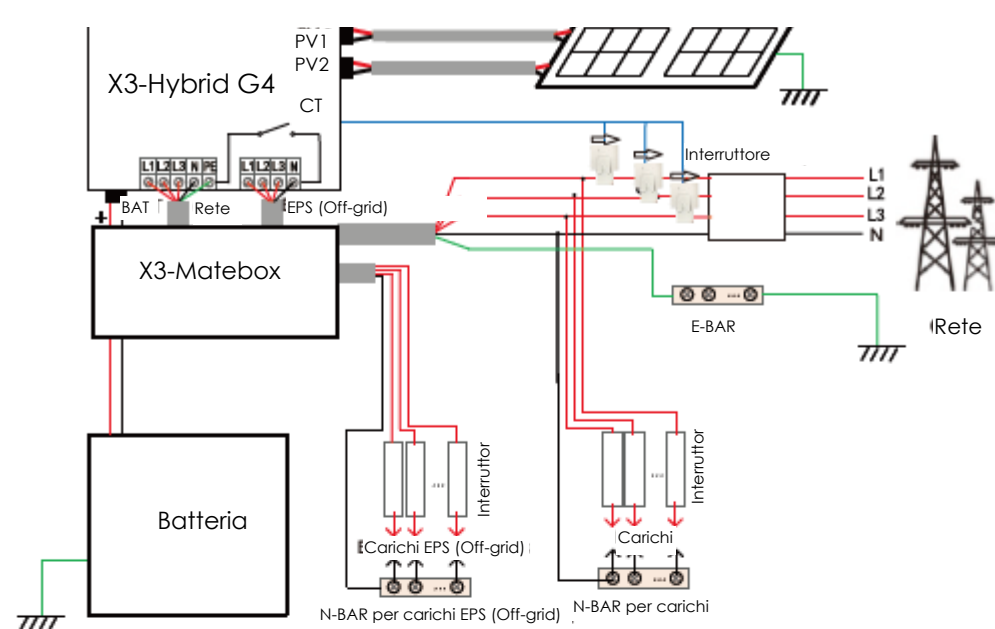 PV1
PV2
X3-Hybrid G4
CT
L1 L2 L3 N PE
L1 L2 L3 N
BAT
Rete
EPS (Off-grid)
+
Interruttore
L1
L2
L3
N
X3-Matebox
E-BAR
Rete
Batteria
Interruttor
Interruttor
Carichi EPS (Off-grid)
Carichi
N-BAR per carichi EPS (Off-grid)
N-BAR per carichi